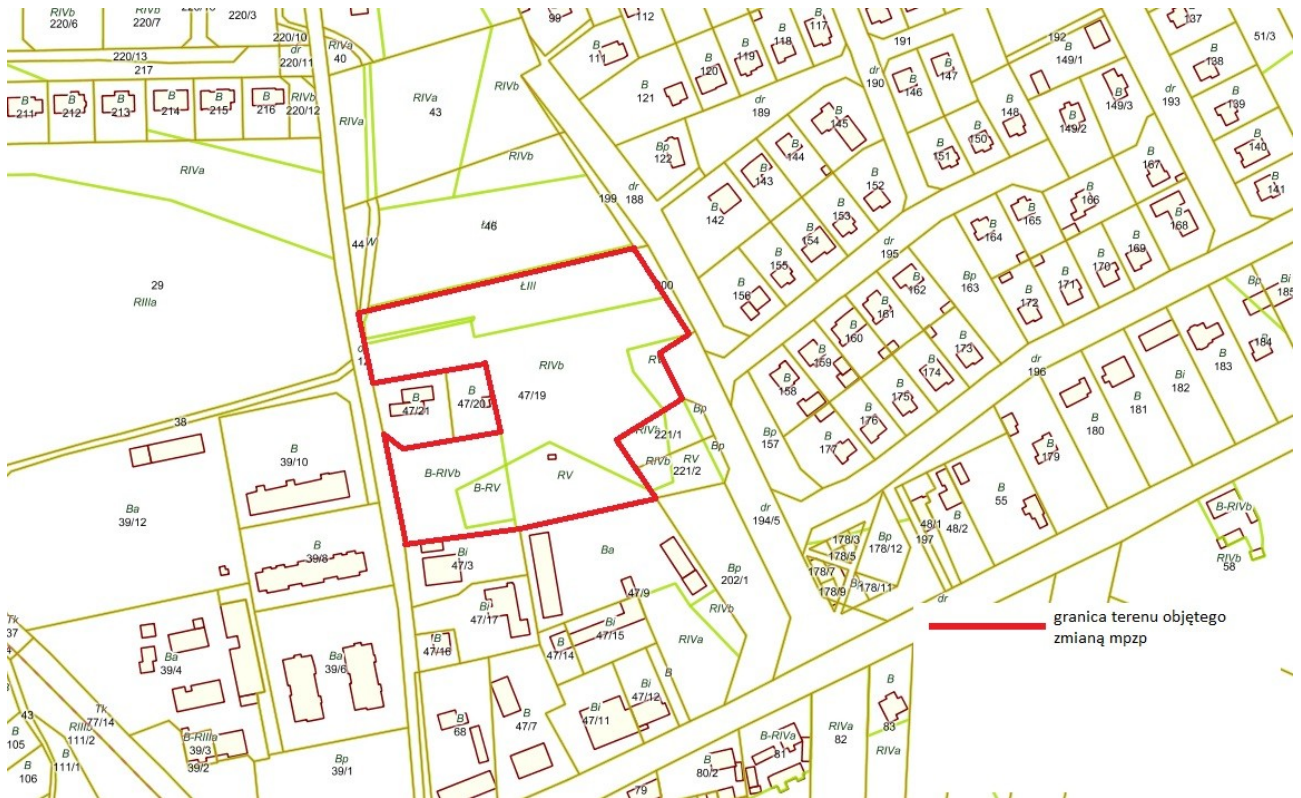 RIVb
220/6
RIVb
220/7
220/3
220/10
dr
220/11
RIVa
40
99
112
B
111
B
117
B
118
B
119
B
120
B
121
191
192
B
149/1
137
51/3
B
138
220/13
217
B
211
B
212
B
213
B
214
B
215
B
216
RIVb
220/12
RIVa
RIVa
43
RIVb
dr
190
B
146
B
147
B
148
B
149/3
dr
193
B
139
dr
189
B
145
B
149/2
B
140
RIVa
RIVb
Bp
122
B
144
B
143
B
151
B
150
B
167
B
141
199
dr
188
B
142
B
152
B
153
B
154
B
155
B
156
dr
195
B
164
B
165
B
166
B
168
44
W
46
29
RIIIa
ŁIII
200
B
162
B
161
B
160
B
159
B
158
Bp
163
B
172
B
171
B
170
B
169
Bp
Bi
185
RIVb
47/19
B
173
B
174
B
175
B
176
B
177
dr
196
B
180
B
181
Bi
182
B
183
B
184
B
47/21
B
47/20
38
Bp
RIVb
221/1
Bp
RIVb
RV
221/2
Bp
157
B
179
B
39/10
B-RIVb
B-RV
RV
Ba
39/12
dr
194/5
B
55
48/1
197
B
48/2
B-RIVb
RIVb
58
B
39/8
Bi
47/3
Ba
Bp
202/1
178/3
178/5
178/7
178/9
Bp
178/12
178/11
dr
47/9
RIVb
RIVa
Bi
47/17
Bi
47/15
B
47/16
B
47/14
granica terenu objętego
zmianą mpzp
Tk
37
Ba
39/4
Ba
39/6
Bi
47/12
B
Bi
47/11
B
68
B
47/7
Tk
77/14
43
B
105
RIIIb
111/2
B
106
B
111/1
B-RIIIa
39/3
39/2
Bp
39/1
B-RIVa
81
B
80/2
79
RIVa
82
B
83
RIVa